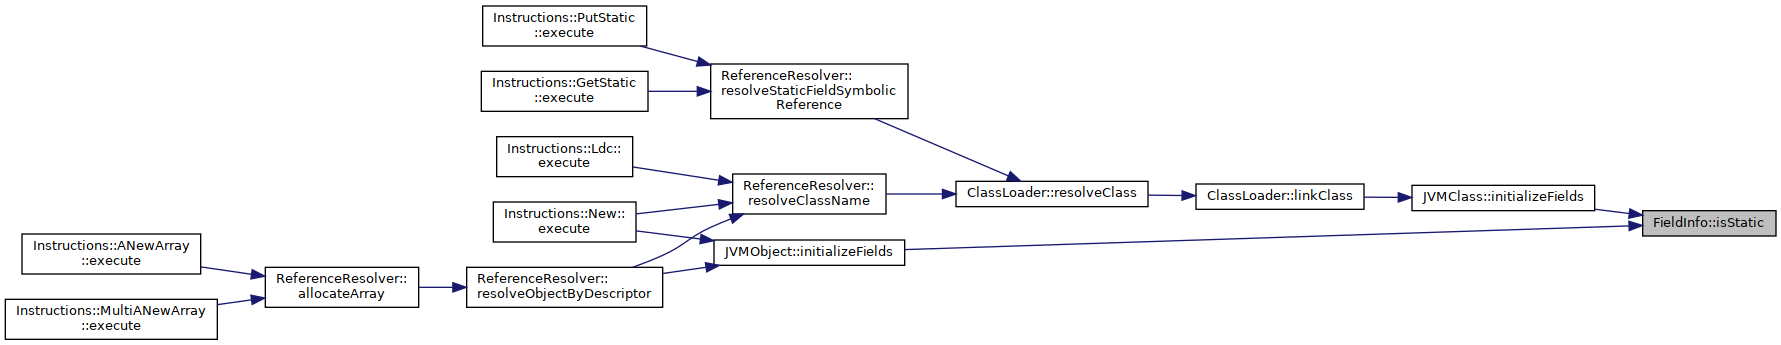 Instructions::PutStatic
::execute
Instructions::GetStatic
::execute
ReferenceResolver::
resolveStaticFieldSymbolic
Reference
Instructions::Ldc::
execute
ReferenceResolver::
resolveClassName
ClassLoader::resolveClass
ClassLoader::linkClass
JVMClass::initializeFields
Instructions::New::
execute
FieldInfo::isStatic
JVMObject::initializeFields
Instructions::ANewArray
::execute
ReferenceResolver::
allocateArray
ReferenceResolver::
resolveObjectByDescriptor
Instructions::MultiANewArray
::execute